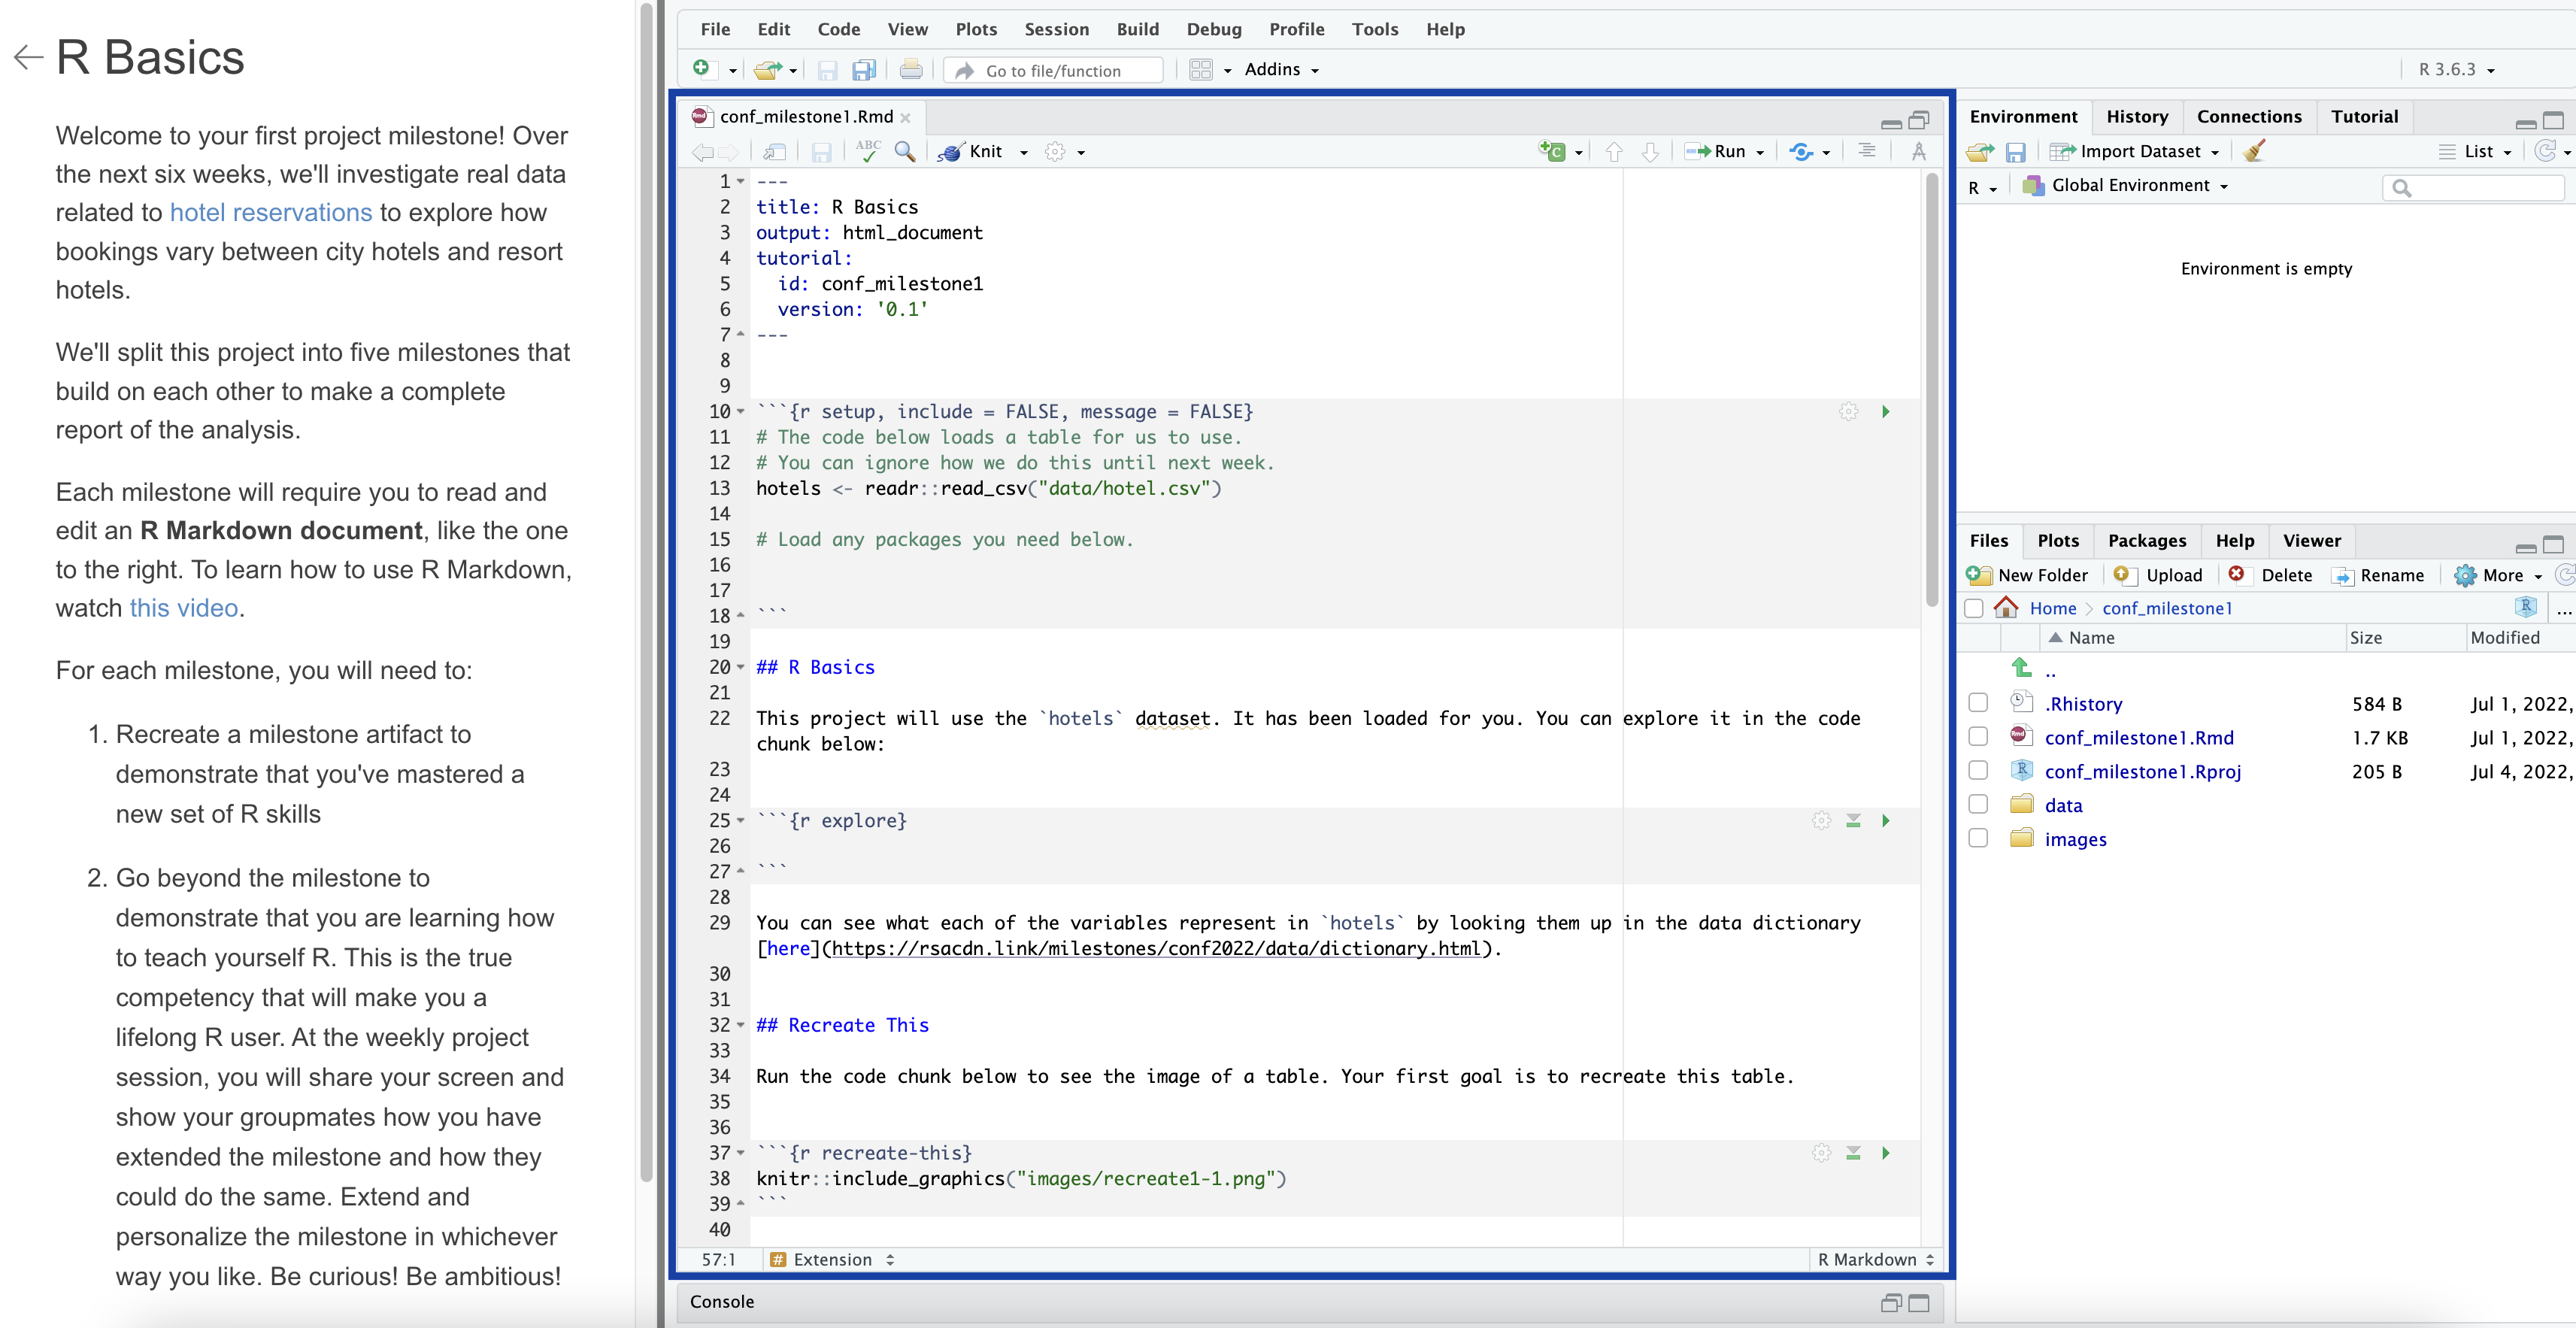 R Basics
Welcome to your first project milestone! Over
the next six weeks, we'll investigate real data
related to hotel reservations to explore how
bookings vary between city hotels and resort
hotels.
We'll split this project into five milestones that
build on each other to make a complete
report of the analysis.
Each milestone will require you to read and
edit an R Markdown document, like the one
to the right. To learn how to use R Markdown,
watch this video.
For each milestone, you will need to:
1. Recreate a milestone artifact to
demonstrate that you've mastered a
new set of R skills
2. Go beyond the milestone to
demonstrate that you are learning how
to teach yourself R. This is the true
competency that will make you a
lifelong R user. At the weekly project
session, you will share your screen and
show your groupmates how you have
extended the milestone and how they
could do the same. Extend and
personalize the milestone in whichever
way you like. Be curious! Be ambitious!
File Edit Code View Plots Session Build Debug Profile Tools Help
Go to file/function Addins R 3.6.3
conf_milestone1.Rmd
ABC Knit Run
1 ---
2 title: R Basics
3 output: html_document
4 tutorial:
5   id: conf_milestone1
6   version: '0.1'
7 ---
8
9
10 ```{r setup, include = FALSE, message = FALSE}
11 # The code below loads a table for us to use.
12 # You can ignore how we do this until next week.
13 hotels <- readr::read_csv("data/hotel.csv")
14
15 # Load any packages you need below.
16
17
18 ```
19
20 ## R Basics
21
22 This project will use the `hotels` dataset. It has been loaded for you. You can explore it in the code
chunk below:
23
24
25 ```{r explore}
26
27 ```
28
29 You can see what each of the variables represent in `hotels` by looking them up in the data dictionary
[here](https://rsacdn.link/milestones/conf2022/data/dictionary.html).
30
31
32 ## Recreate This
33
34 Run the code chunk below to see the image of a table. Your first goal is to recreate this table.
35
36
37 ```{r recreate-this}
38 knitr::include_graphics("images/recreate1-1.png")
39 ```
40
57:1 # Extension R Markdown
Console
Environment History Connections Tutorial
Import Dataset List
R Global Environment
Environment is empty
Files Plots Packages Help Viewer
New Folder Upload Delete Rename More
Home > conf_milestone1 R ...
Name Size Modified
..
.Rhistory 584 B Jul 1, 2022,
conf_milestone1.Rmd 1.7 KB Jul 1, 2022,
conf_milestone1.Rproj 205 B Jul 4, 2022,
data
images